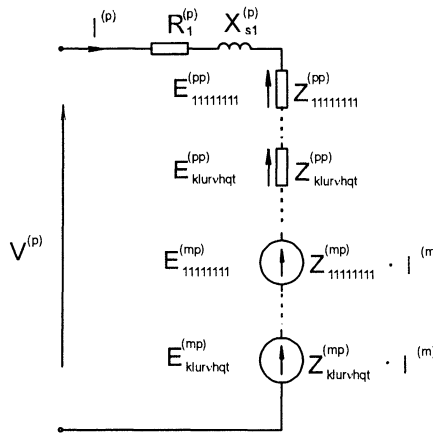 I^(p) R_1^(p) X_s1^(p)
E_11111111^(pp) Z_11111111^(pp)
E_klurvhqt^(pp) Z_klurvhqt^(pp)
V^(p)
E_11111111^(mp) Z_11111111^(mp) · I^(m
E_klurvhqt^(mp) Z_klurvhqt^(mp) · I^(m)